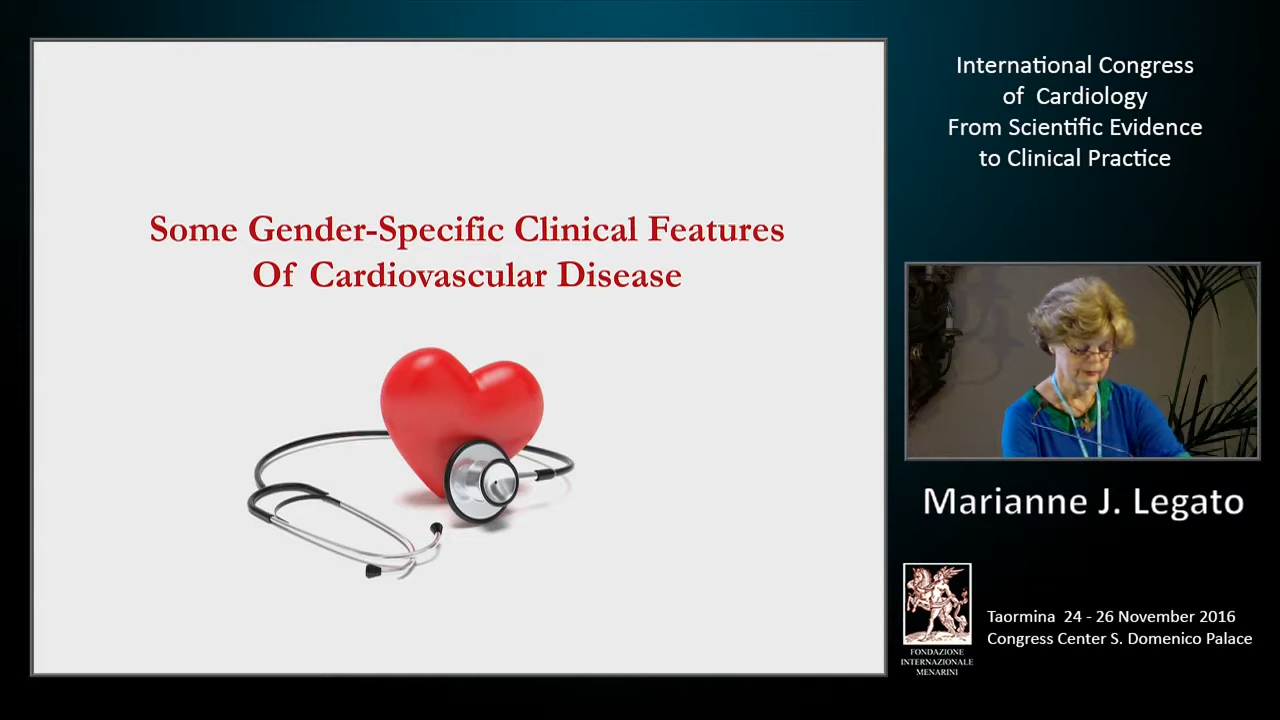 Some Gender-Specific Clinical Features
Of Cardiovascular Disease
International Congress
of Cardiology
From Scientific Evidence
to Clinical Practice
Marianne J. Legato
FONDAZIONE
INTERNAZIONALE
MENARINI
Taormina 24 - 26 November 2016
Congress Center S. Domenico Palace